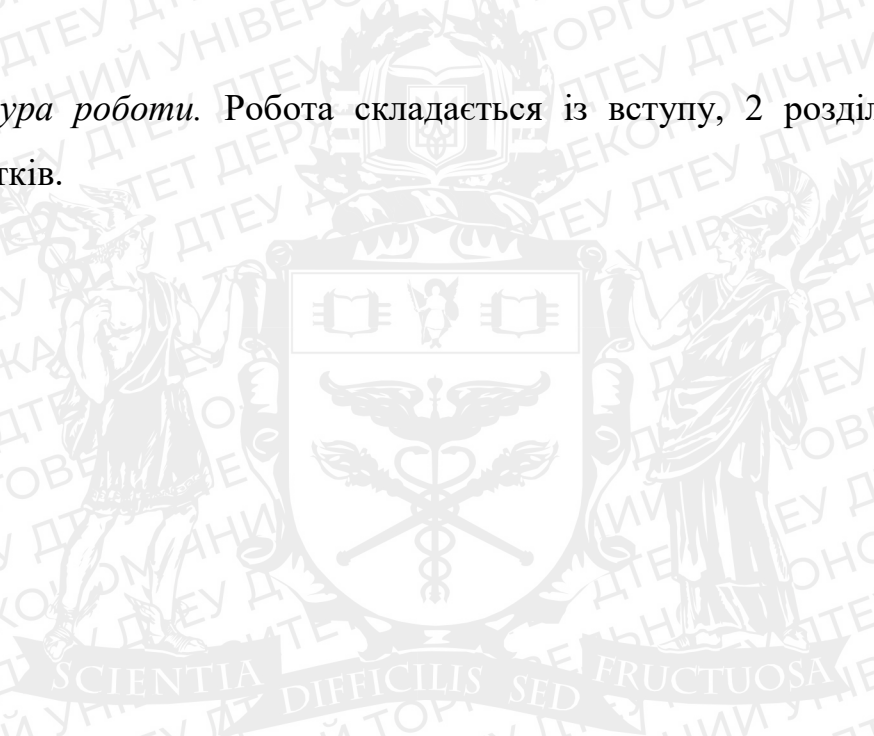 ура роботи. Робота складається із вступу, 2 розділ
тків.
SCIENTIA DIFFICILIS SED FRUCTUOSA